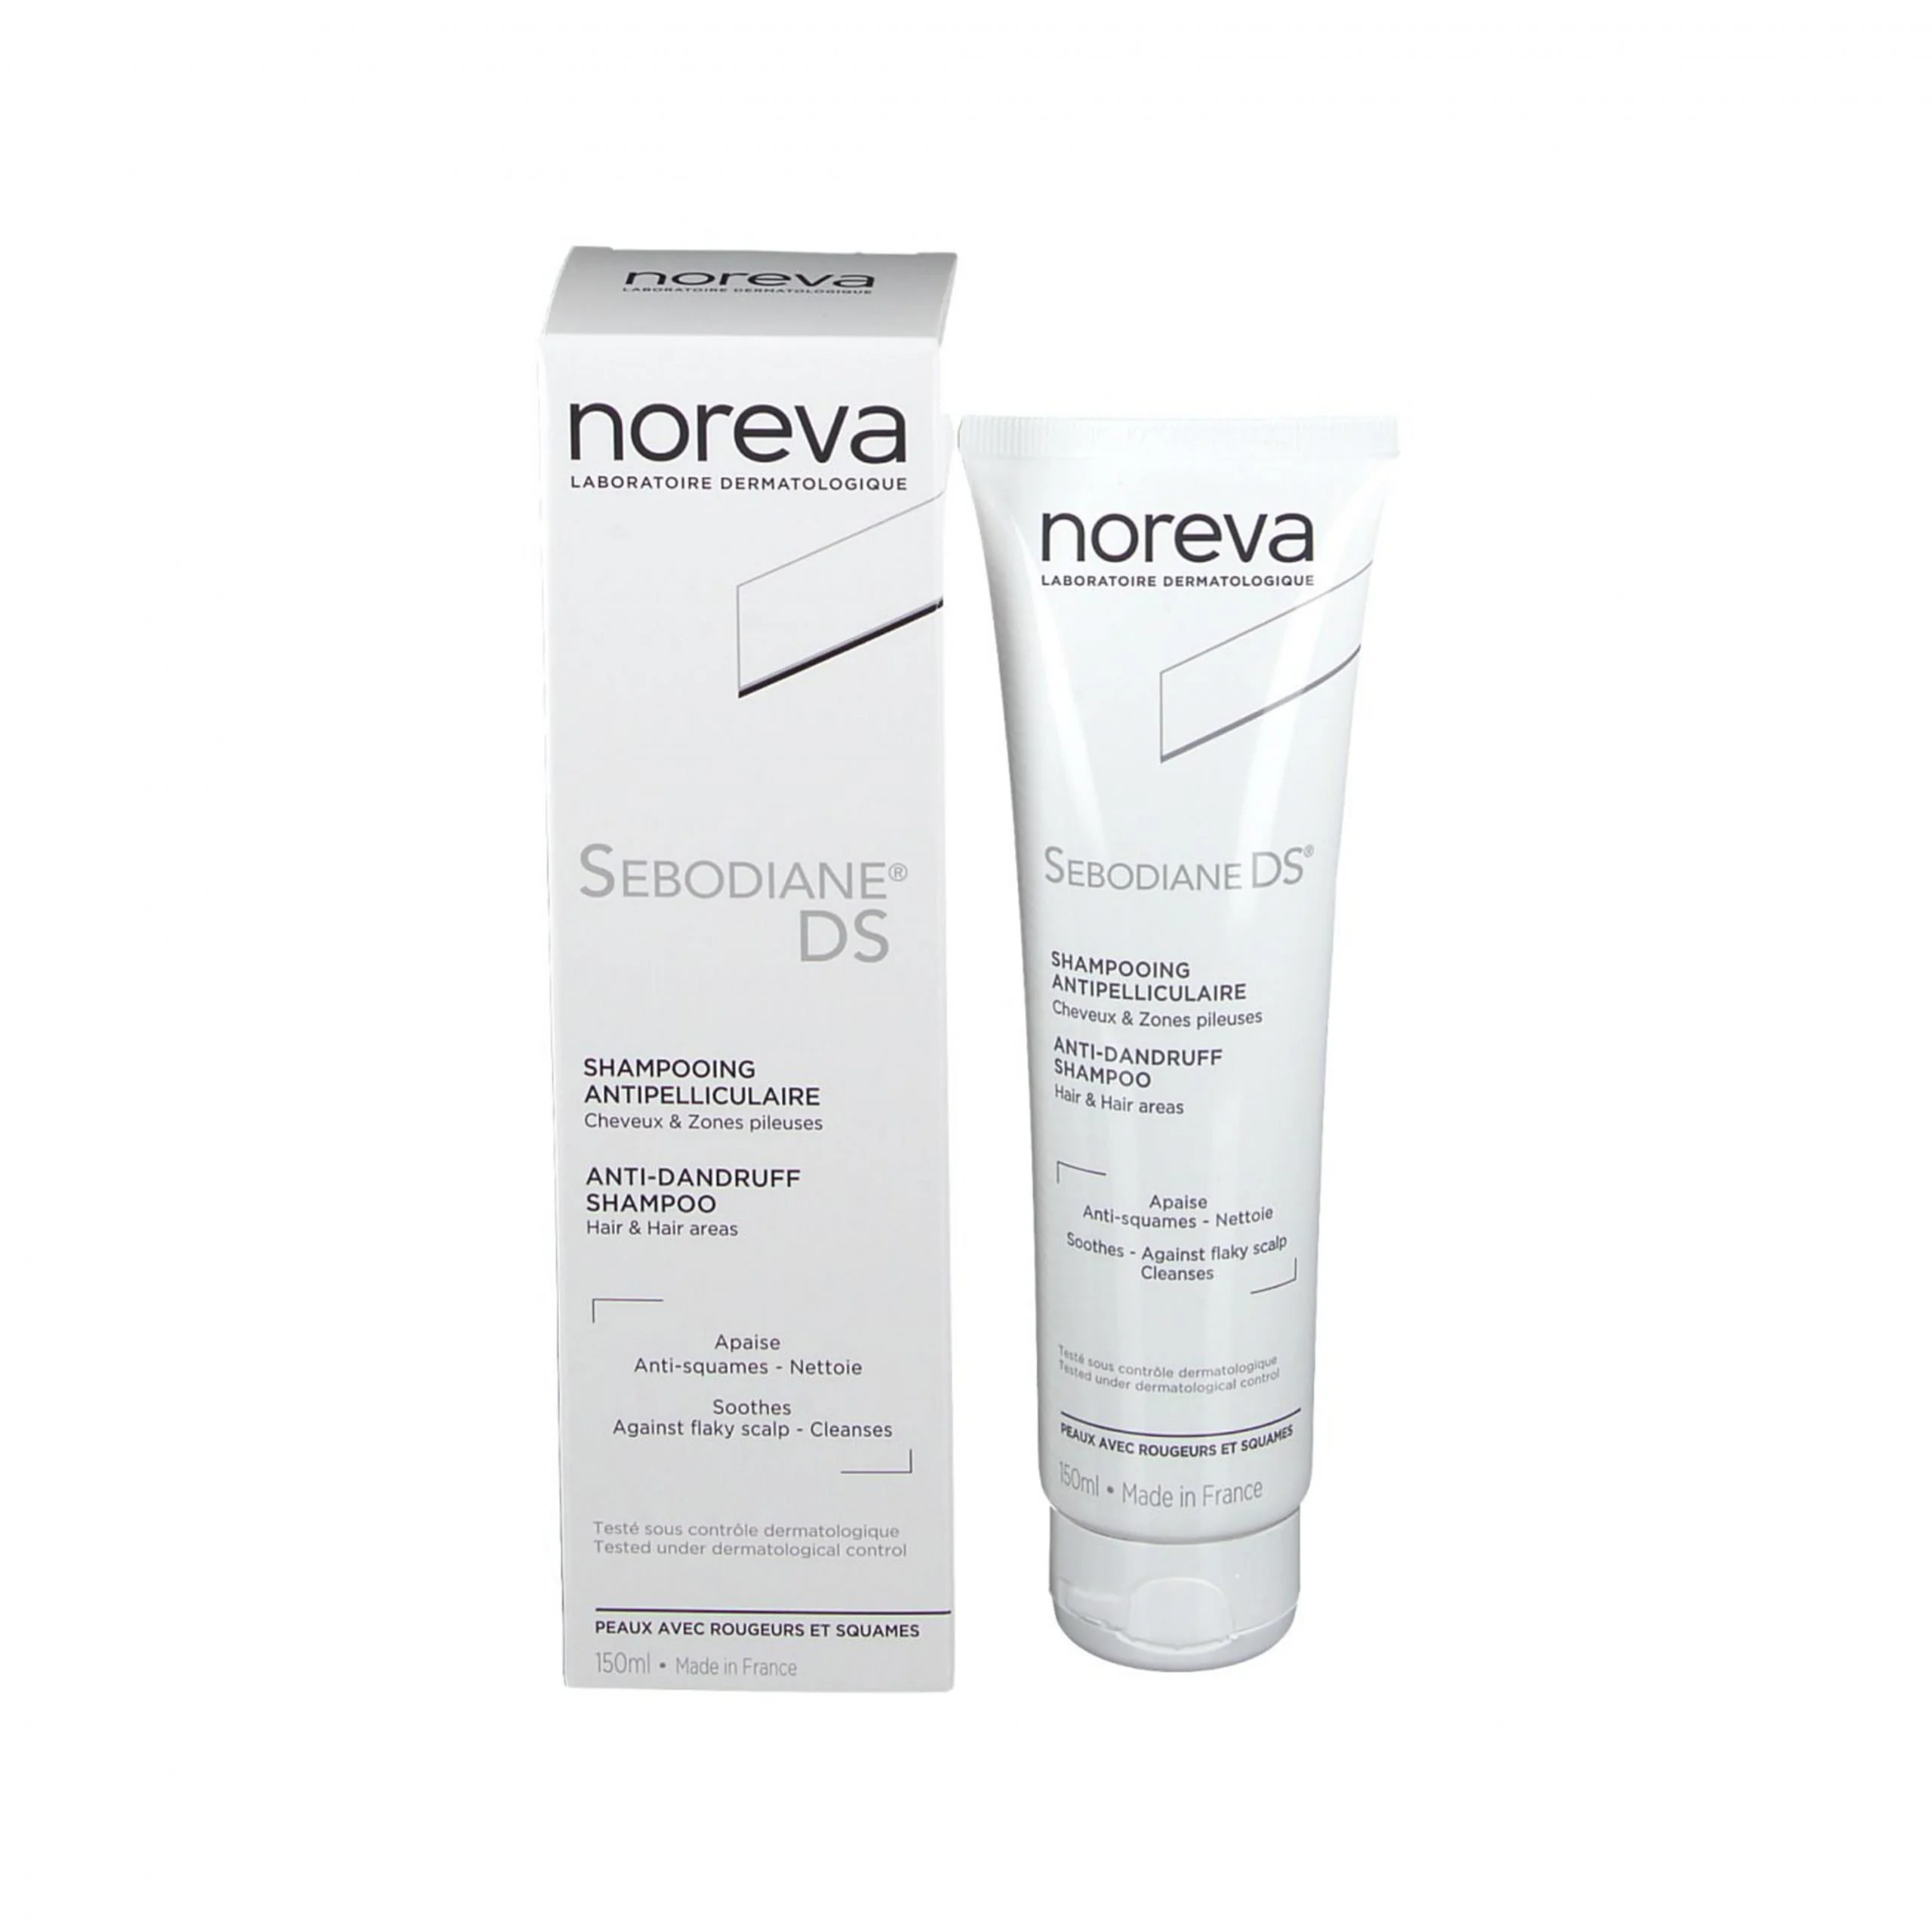 noreva
LABORATOIRE DERMATOLOGIQUE
noreva
LABORATOIRE DERMATOLOGIQUE
SEBODIANE®
DS
SHAMPOOING
ANTIPELLICULAIRE
Cheveux & Zones pileuses
ANTI-DANDRUFF
SHAMPOO
Hair & Hair areas
Apaise
Anti-squames - Nettoie
Soothes
Against flaky scalp - Cleanses
Testé sous contrôle dermatologique
Tested under dermatological control
PEAUX AVEC ROUGEURS ET SQUAMES
150ml • Made in France
noreva
LABORATOIRE DERMATOLOGIQUE
SEBODIANE DS®
SHAMPOOING
ANTIPELLICULAIRE
Cheveux & Zones pileuses
ANTI-DANDRUFF
SHAMPOO
Hair & Hair areas
Apaise
Anti-squames - Nettoie
Soothes - Against flaky scalp
Cleanses
Testé sous contrôle dermatologique
Tested under dermatological control
PEAUX AVEC ROUGEURS ET SQUAMES
150ml • Made in France